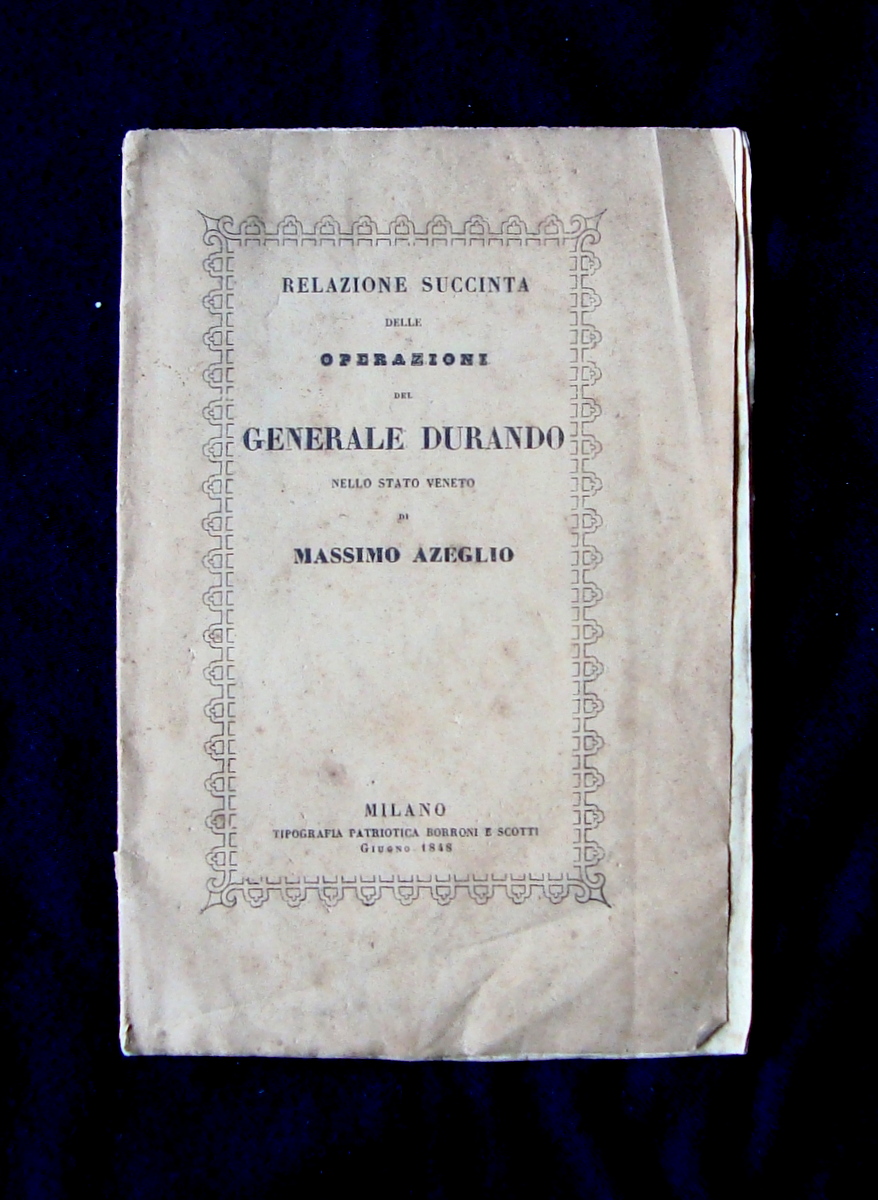 RELAZIONE SUCCINTA
DELLE
OPERAZIONI
DEL
GENERALE DURANDO
NELLO STATO VENETO
DI
MASSIMO AZEGLIO
MILANO
TIPOGRAFIA PATRIOTICA BORRONI E SCOTTI
GIUGNO 1848